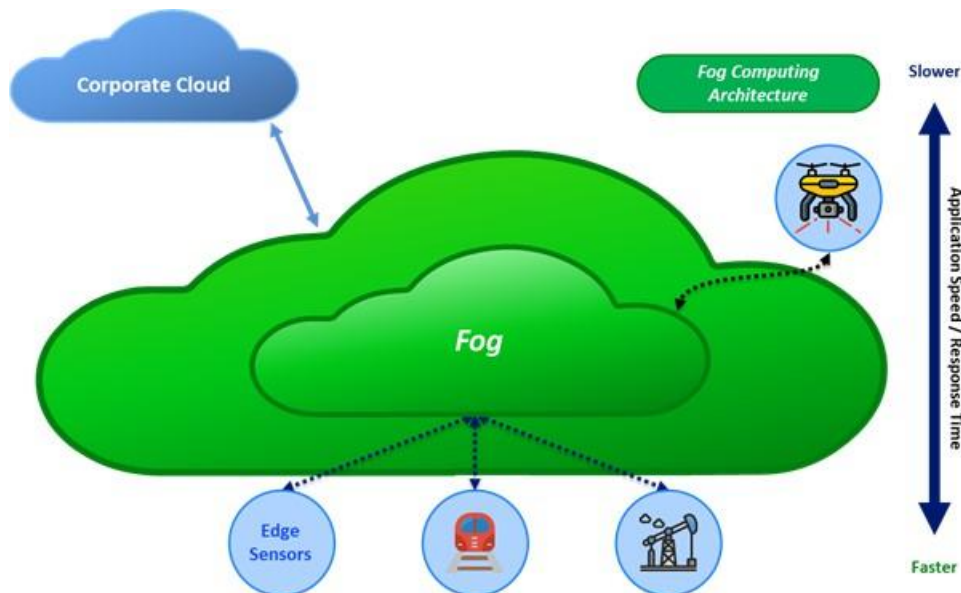 Corporate Cloud
Fog Computing
Architecture
Slower
Application Speed / Response Time
Fog
Edge
Sensors
Faster